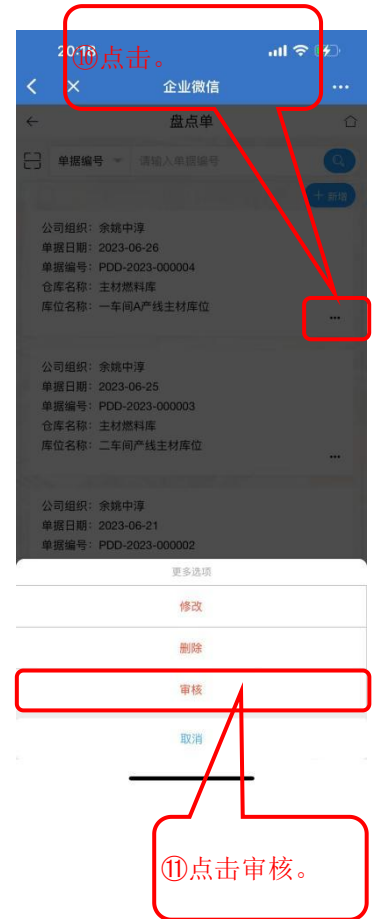 20:18
⑩点击。
企业微信
盘点单
单据编号 请输入单据编号
+ 新增
公司组织：余姚中淳
单据日期：2023-06-26
单据编号：PDD-2023-000004
仓库名称：主材燃料库
库位名称：一车间A产线主材库位
公司组织：余姚中淳
单据日期：2023-06-25
单据编号：PDD-2023-000003
仓库名称：主材燃料库
库位名称：二车间产线主材库位
公司组织：余姚中淳
单据日期：2023-06-21
单据编号：PDD-2023-000002
更多选项
修改
删除
审核
取消
⑪点击审核。